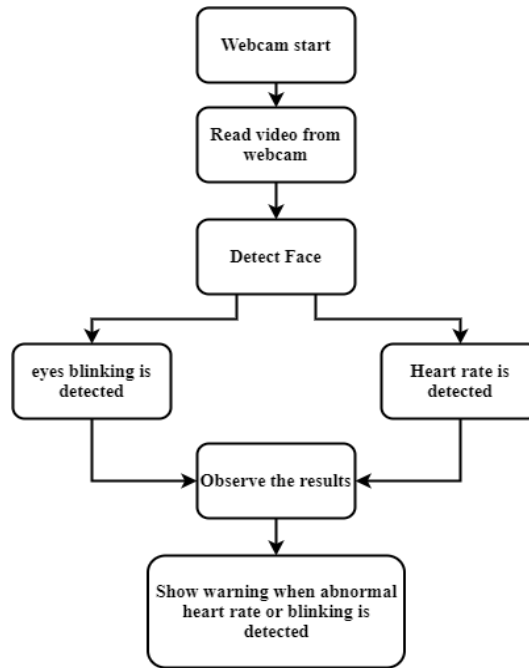 Webcam start
Read video from
webcam
Detect Face
eyes blinking is
detected
Heart rate is
detected
Observe the results
Show warning when abnormal
heart rate or blinking is
detected